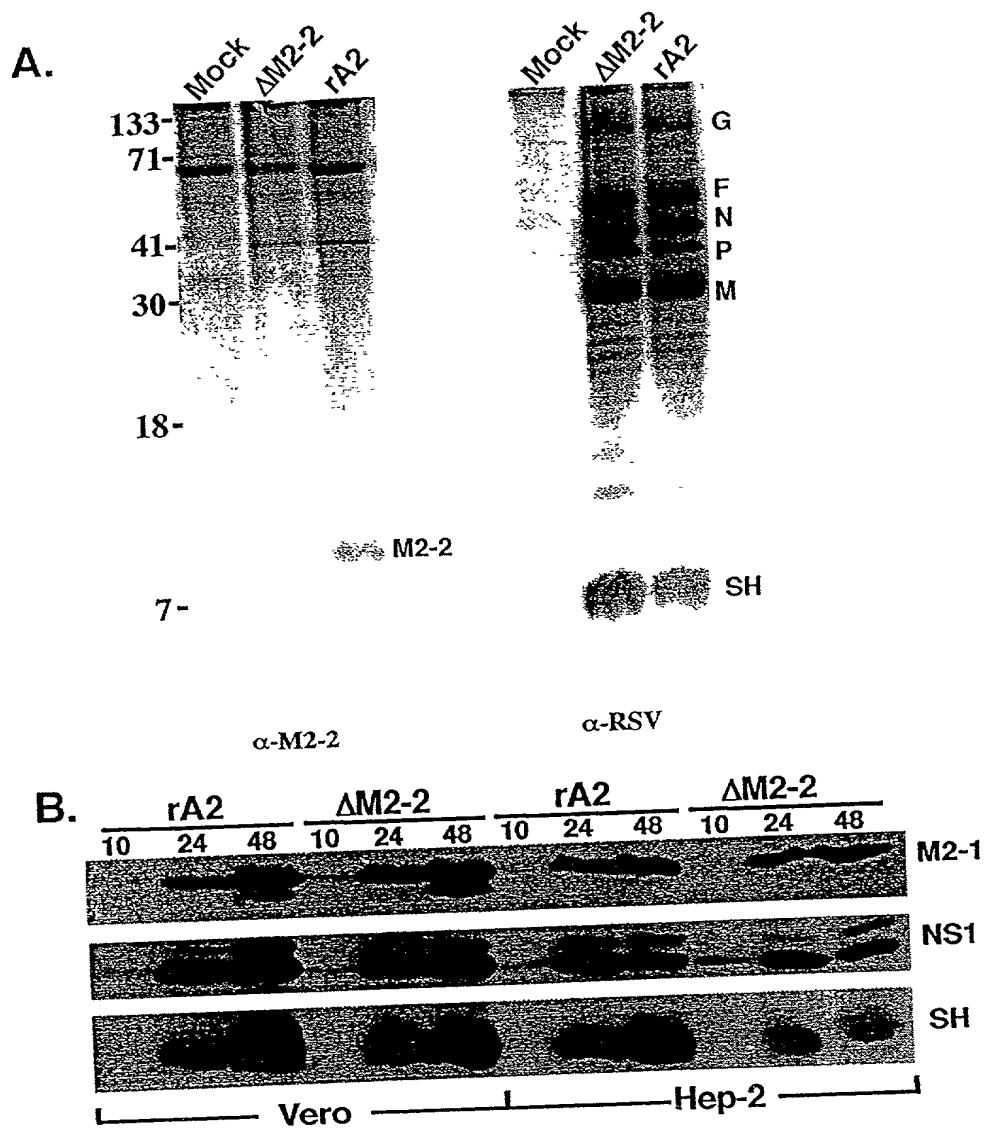 A.
Mock ΔM2-2 rA2
Mock ΔM2-2 rA2
133-
71-
41-
30-
18-
7-
G
F
N
P
M
M2-2
SH
α-M2-2
α-RSV
B.
rA2 ΔM2-2 rA2 ΔM2-2
10 24 48 10 24 48 10 24 48 10 24 48
M2-1
NS1
SH
Vero Hep-2